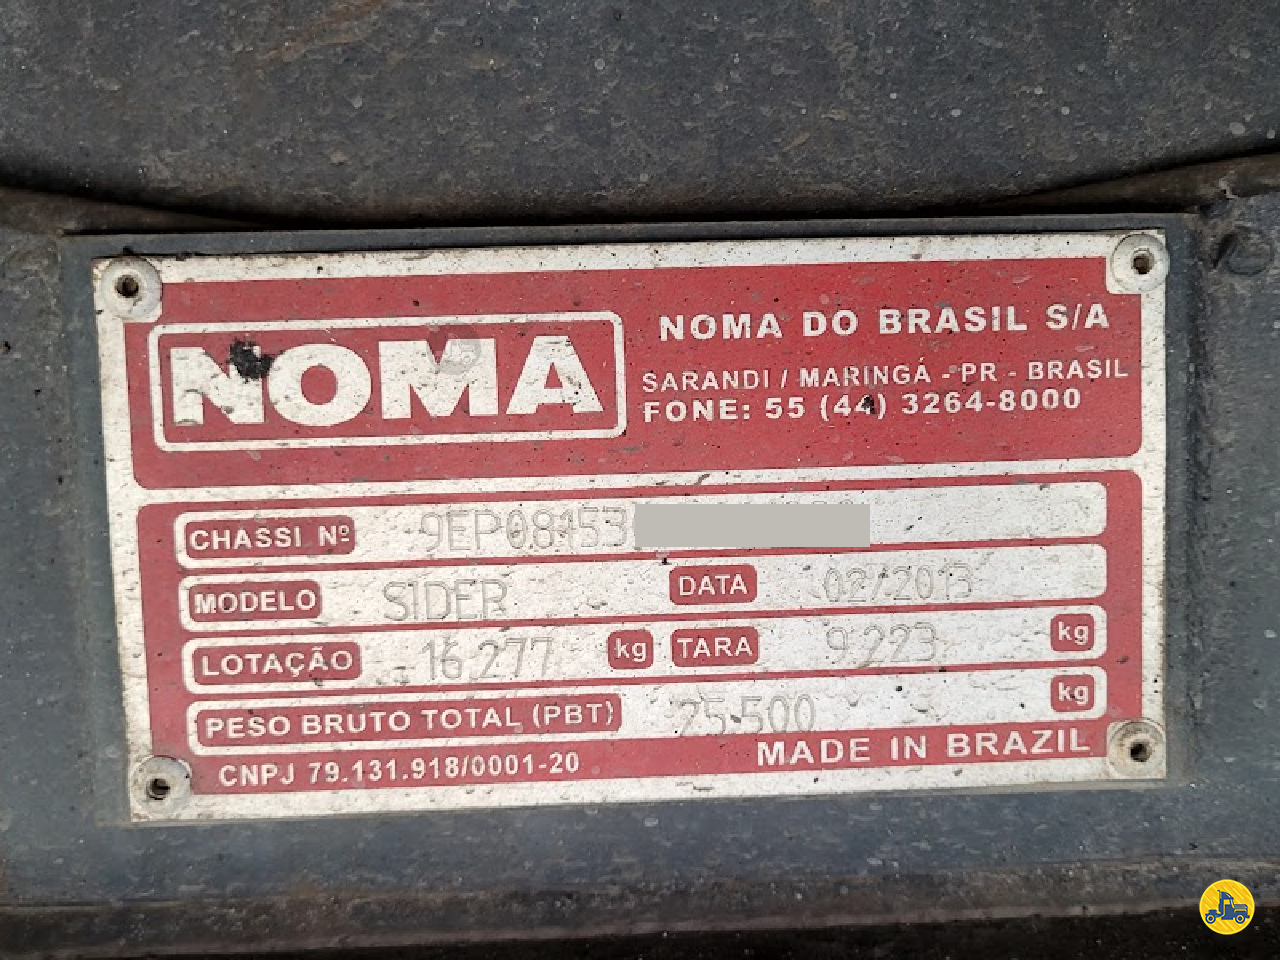 NOMA
NOMA DO BRASIL S/A
SARANDI / MARINGÁ - PR - BRASIL
FONE: 55 (44) 3264-8000
CHASSI Nº 9EP08153
MODELO SIDER DATA 02/2013
LOTAÇÃO 16.277 kg TARA 9.223 kg
PESO BRUTO TOTAL (PBT) 25.500 kg
CNPJ 79.131.918/0001-20 MADE IN BRAZIL